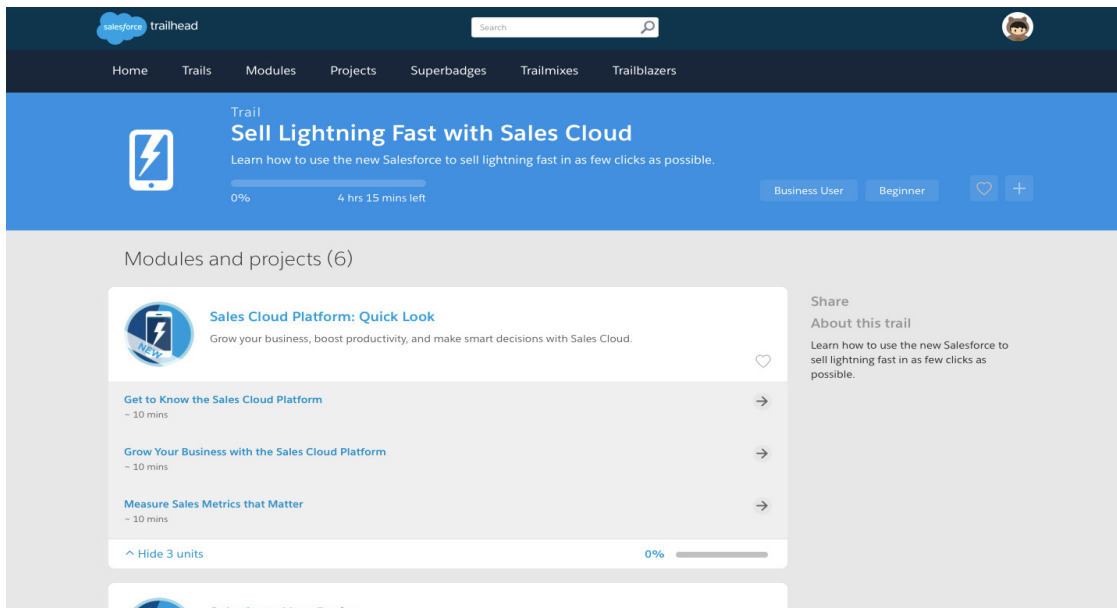 salesforce trailhead
Search
Home Trails Modules Projects Superbadges Trailmixes Trailblazers
Trail
Sell Lightning Fast with Sales Cloud
Learn how to use the new Salesforce to sell lightning fast in as few clicks as possible.
0% 4 hrs 15 mins left
Business User Beginner
Modules and projects (6)
NEW
Sales Cloud Platform: Quick Look
Grow your business, boost productivity, and make smart decisions with Sales Cloud.
Get to Know the Sales Cloud Platform
~ 10 mins
Grow Your Business with the Sales Cloud Platform
~ 10 mins
Measure Sales Metrics that Matter
~ 10 mins
Hide 3 units 0%
Share
About this trail
Learn how to use the new Salesforce to
sell lightning fast in as few clicks as
possible.